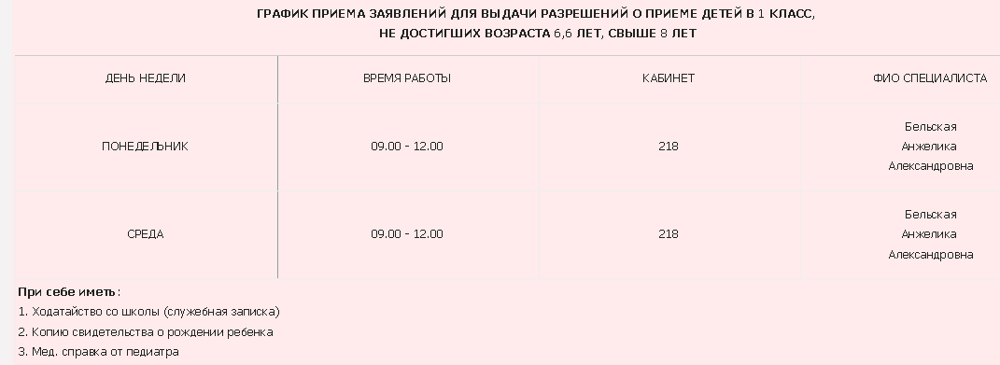 ГРАФИК ПРИЕМА ЗАЯВЛЕНИЙ ДЛЯ ВЫДАЧИ РАЗРЕШЕНИЙ О ПРИЕМЕ ДЕТЕЙ В 1 КЛАСС,
НЕ ДОСТИГШИХ ВОЗРАСТА 6,6 ЛЕТ, СВЫШЕ 8 ЛЕТ
ДЕНЬ НЕДЕЛИ ВРЕМЯ РАБОТЫ КАБИНЕТ ФИО СПЕЦИАЛИСТА
ПОНЕДЕЛЬНИК 09.00 - 12.00 218 Бельская
Анжелика
Александровна
СРЕДА 09.00 - 12.00 218 Бельская
Анжелика
Александровна
При себе иметь:
1. Ходатайство со школы (служебная записка)
2. Копию свидетельства о рождении ребенка
3. Мед. справка от педиатра